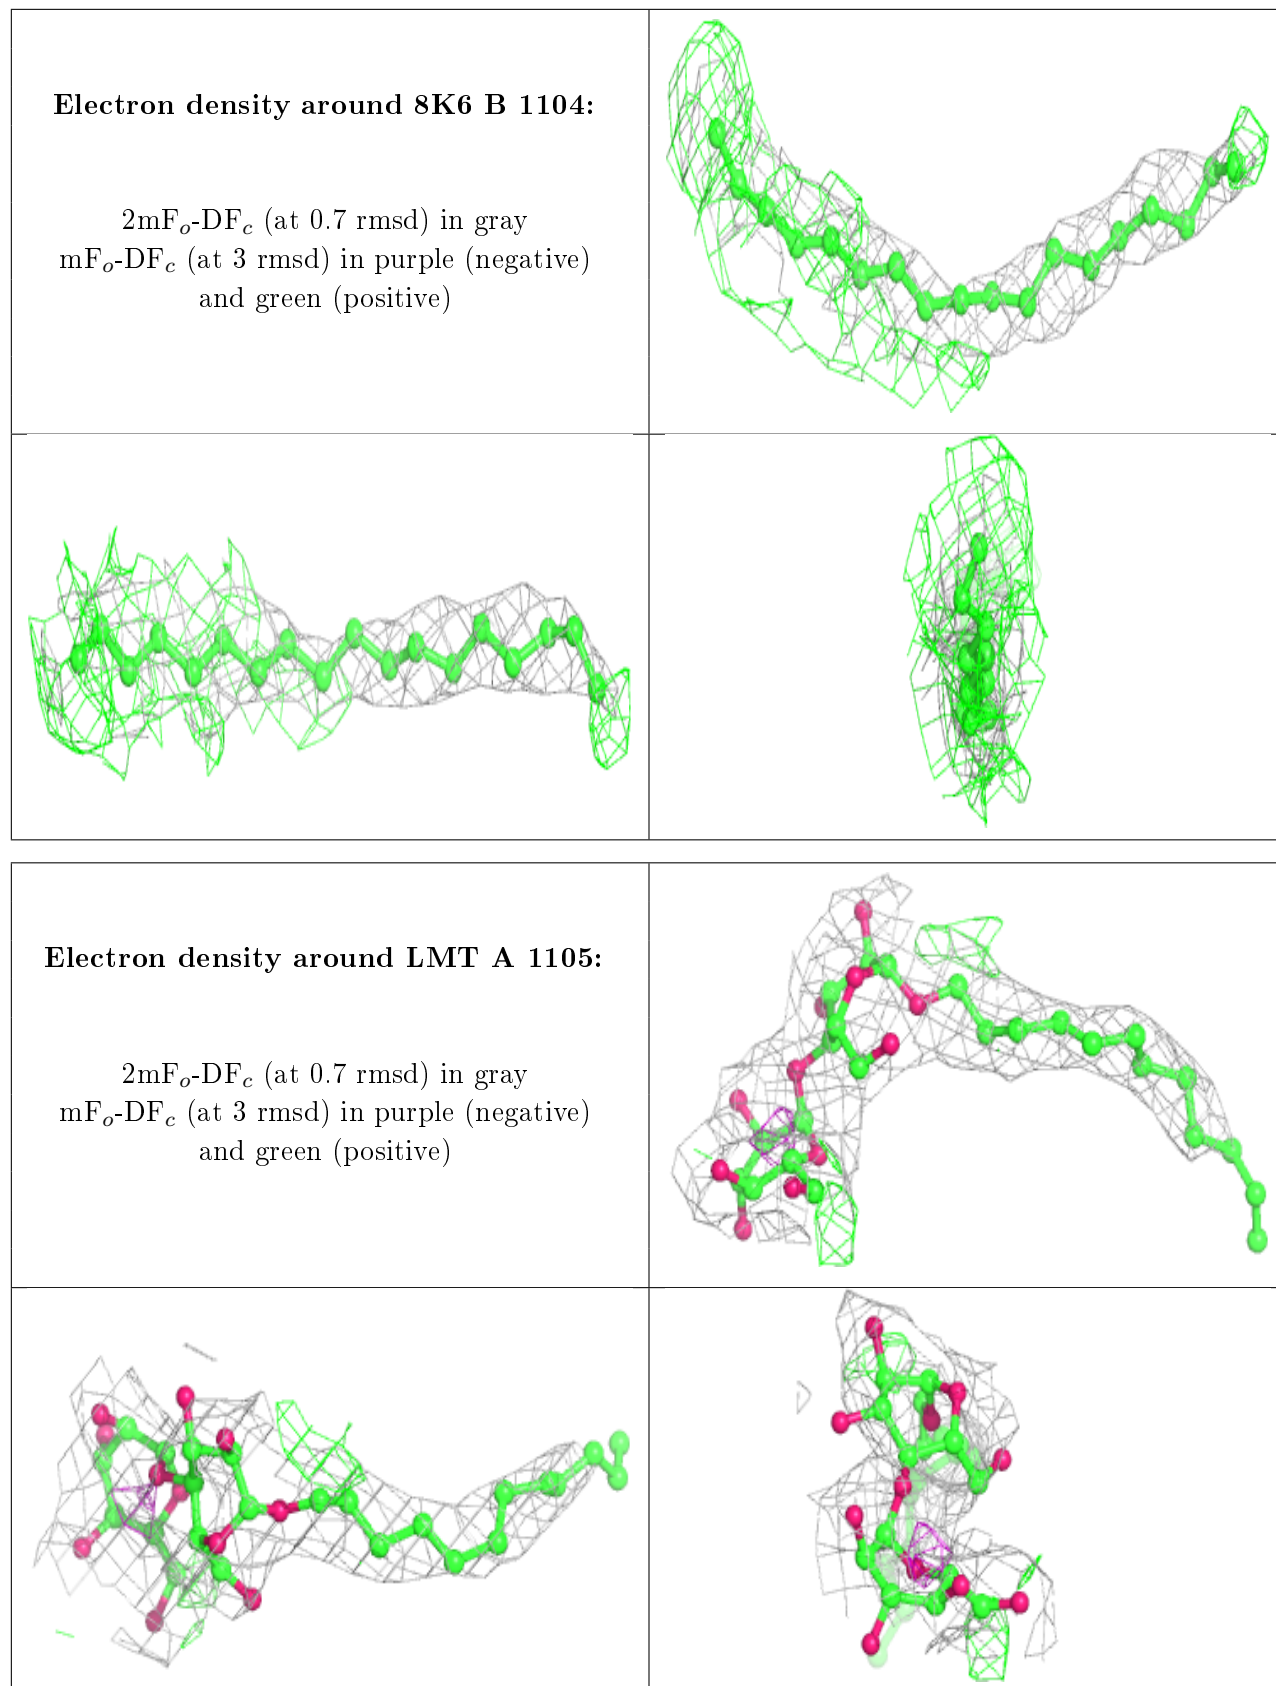 Electron density around 8K6 B 1104:
2mFₒ-DF𝒸 (at 0.7 rmsd) in gray
mFₒ-DF𝒸 (at 3 rmsd) in purple (negative)
and green (positive)
Electron density around LMT A 1105:
2mFₒ-DF𝒸 (at 0.7 rmsd) in gray
mFₒ-DF𝒸 (at 3 rmsd) in purple (negative)
and green (positive)